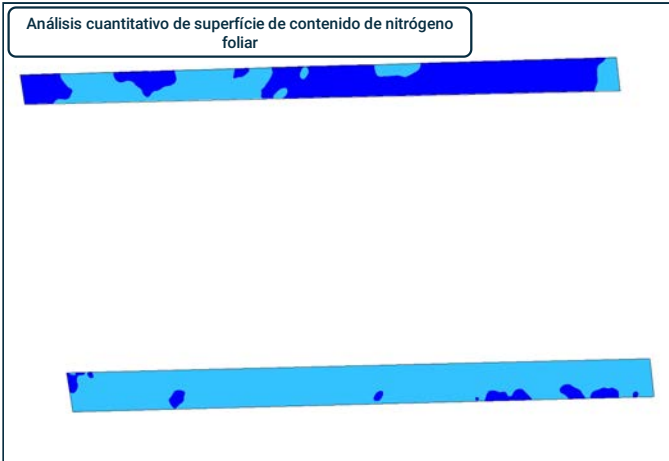 Análisis cuantitativo de superfície de contenido de nitrógeno
foliar